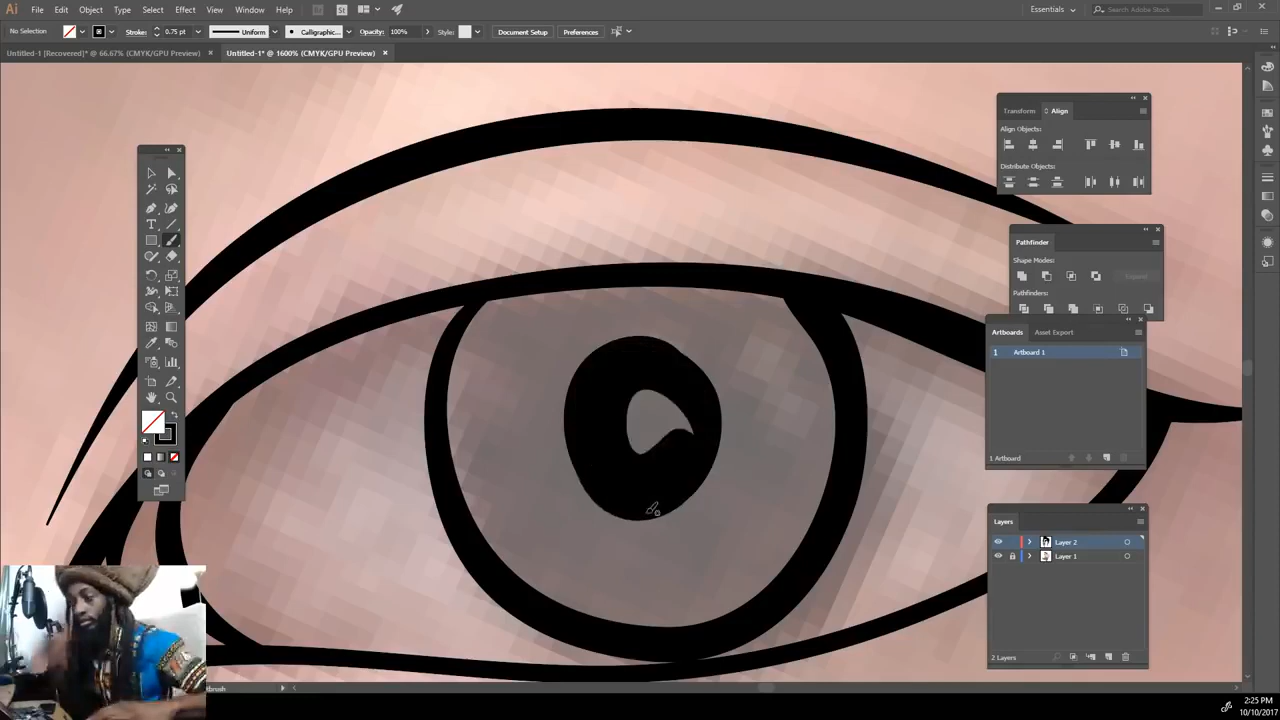 Ai File Edit Object Type Select Effect View Window Help Br St Essentials Search Adobe Stock
No Selection Stroke: 0.75 pt Uniform Calligraphic... Opacity: 100% Style: Document Setup Preferences
Untitled-1 [Recovered]* @ 66.67% (CMYK/GPU Preview) × Untitled-1* @ 1600% (CMYK/GPU Preview) ×
Transform Align
Align Objects:
Distribute Objects:
Pathfinder
Shape Modes:
Expand
Pathfinders:
Artboards Asset Export
1 Artboard 1
1 Artboard
Layers
Layer 2
Layer 1
2 Layers
T
2:25 PM
10/10/2017